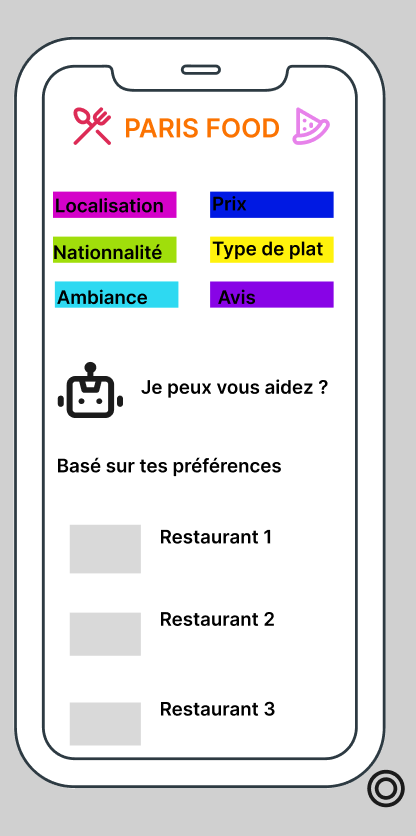 PARIS FOOD
Localisation
Prix
Nationnalité
Type de plat
Ambiance
Avis
Je peux vous aidez ?
Basé sur tes préférences
Restaurant 1
Restaurant 2
Restaurant 3